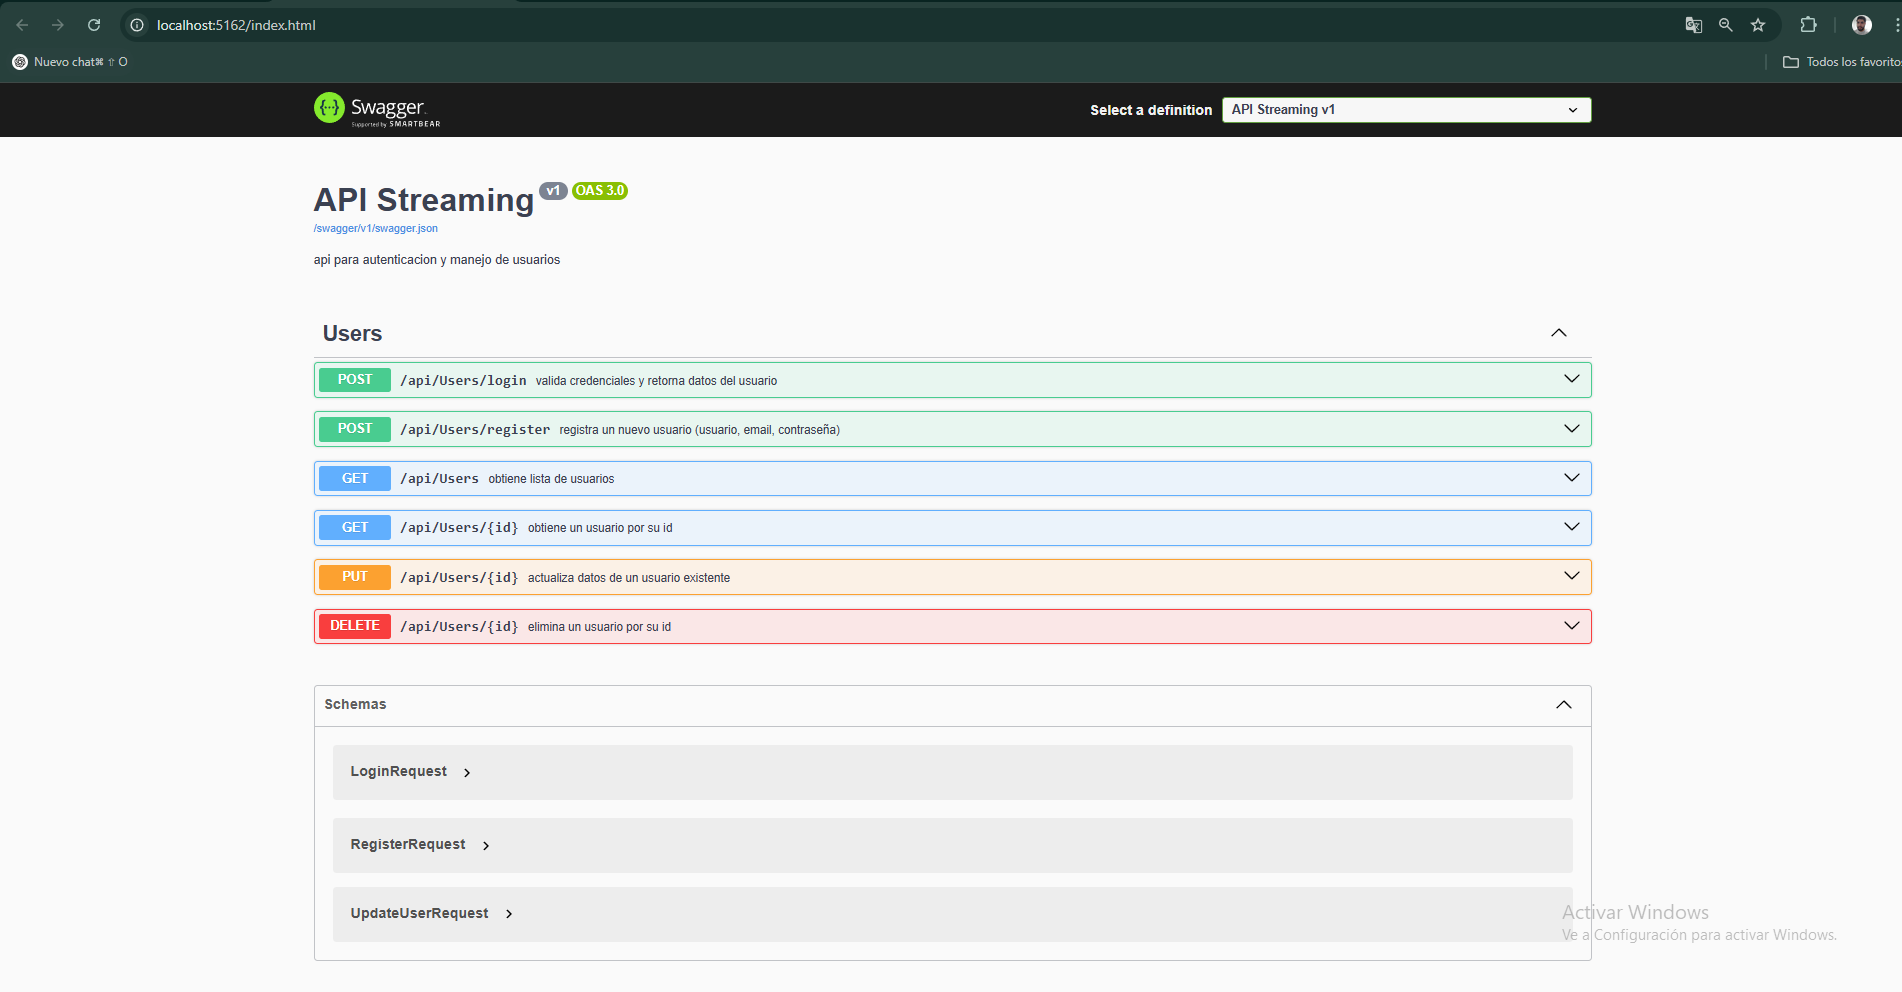 localhost:5162/index.html
Nuevo chat⌘ ⇧ O
Todos los favorito
Swagger
Supported by SMARTBEAR
Select a definition
API Streaming v1
API Streaming v1 OAS 3.0
/swagger/v1/swagger.json
api para autenticacion y manejo de usuarios
Users
POST /api/Users/login valida credenciales y retorna datos del usuario
POST /api/Users/register registra un nuevo usuario (usuario, email, contraseña)
GET /api/Users obtiene lista de usuarios
GET /api/Users/{id} obtiene un usuario por su id
PUT /api/Users/{id} actualiza datos de un usuario existente
DELETE /api/Users/{id} elimina un usuario por su id
Schemas
LoginRequest
RegisterRequest
UpdateUserRequest
Activar Windows
Ve a Configuración para activar Windows.